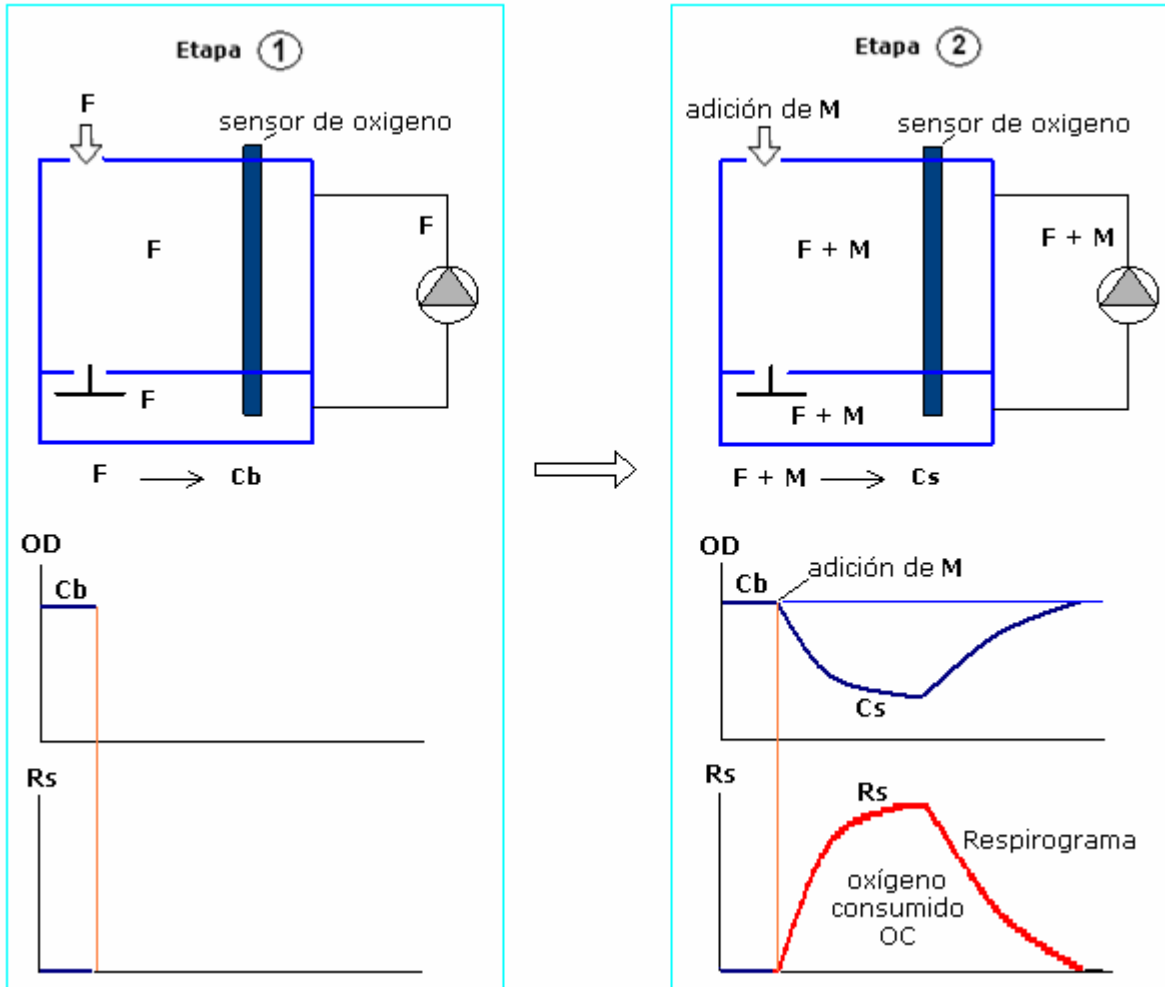 Etapa 1
F
sensor de oxigeno
F
F
F
F → Cb
OD
Cb
Rs
Etapa 2
adición de M
sensor de oxigeno
F + M
F + M
F + M
F + M → Cs
OD
Cb
adición de M
Cs
Rs
Rs
Respirograma
oxígeno
consumido
OC